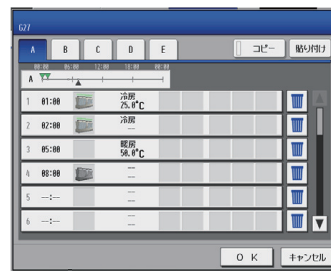 G27
A B C D E コピー 貼り付け
00:00 06:00 12:00 18:00 00:00
A
1 01:00 冷房 25.0°C
2 02:00 冷房 --
3 05:00 暖房 50.0°C
4 08:00 -- --
5 --:-- -- --
6 --:-- -- --
O K キャンセル